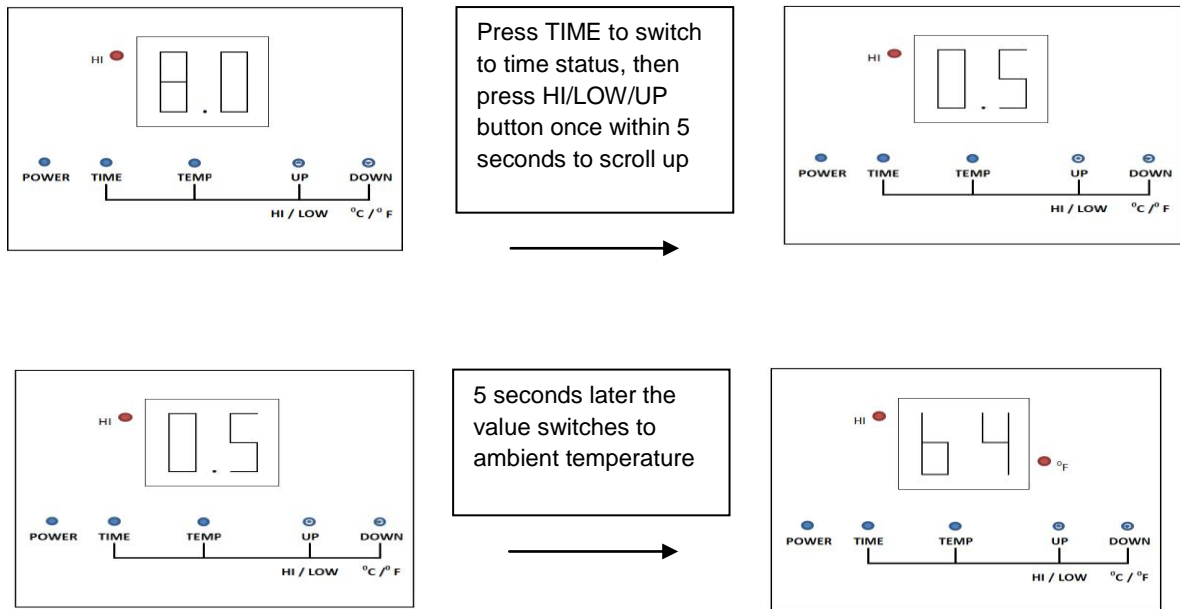 HI
8.0
POWER TIME TEMP UP DOWN
HI / LOW °C /° F
Press TIME to switch
to time status, then
press HI/LOW/UP
button once within 5
seconds to scroll up
HI
0.5
POWER TIME TEMP UP DOWN
HI / LOW °C /° F
HI
0.5
POWER TIME TEMP UP DOWN
HI / LOW °C /° F
5 seconds later the
value switches to
ambient temperature
HI
64
°F
POWER TIME TEMP UP DOWN
HI / LOW °C / °F